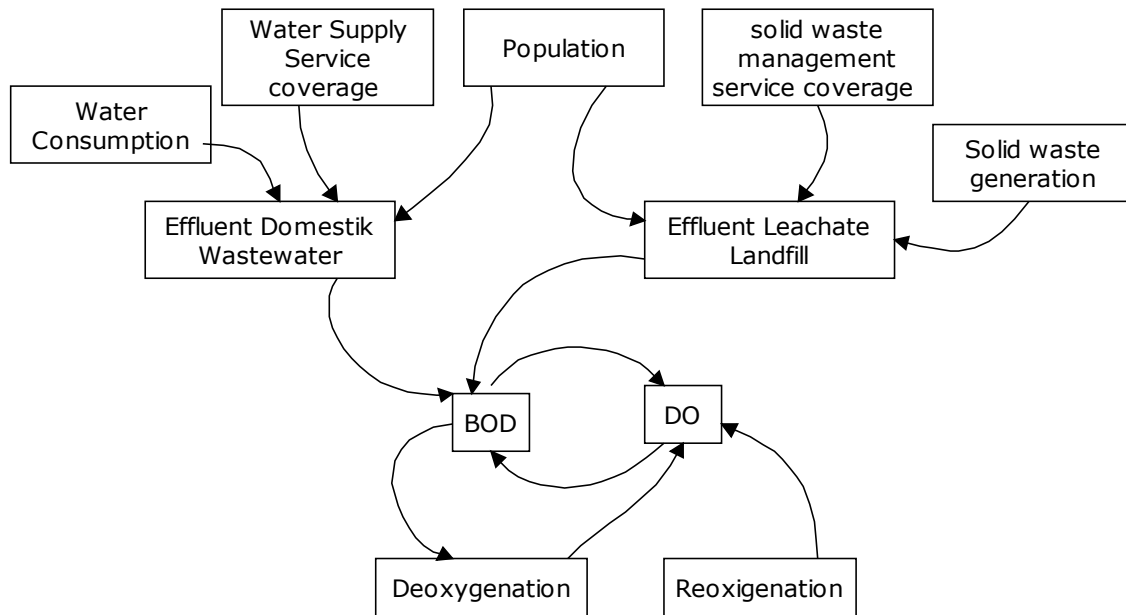 Water Supply
Service
coverage
Population
solid waste
management
service coverage
Water
Consumption
Solid waste
generation
Effluent Domestik
Wastewater
Effluent Leachate
Landfill
BOD
DO
Deoxygenation
Reoxigenation